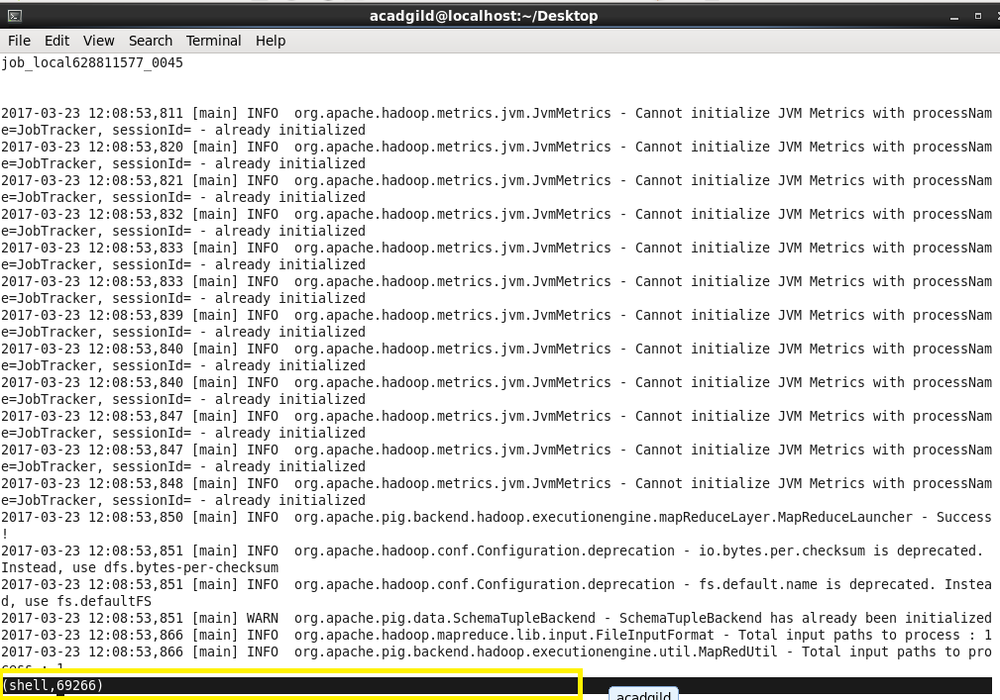 acadgild@localhost:~/Desktop
File Edit View Search Terminal Help
job_local628811577_0045
2017-03-23 12:08:53,811 [main] INFO  org.apache.hadoop.metrics.jvm.JvmMetrics - Cannot initialize JVM Metrics with processNam
e=JobTracker, sessionId= - already initialized
2017-03-23 12:08:53,820 [main] INFO  org.apache.hadoop.metrics.jvm.JvmMetrics - Cannot initialize JVM Metrics with processNam
e=JobTracker, sessionId= - already initialized
2017-03-23 12:08:53,821 [main] INFO  org.apache.hadoop.metrics.jvm.JvmMetrics - Cannot initialize JVM Metrics with processNam
e=JobTracker, sessionId= - already initialized
2017-03-23 12:08:53,832 [main] INFO  org.apache.hadoop.metrics.jvm.JvmMetrics - Cannot initialize JVM Metrics with processNam
e=JobTracker, sessionId= - already initialized
2017-03-23 12:08:53,833 [main] INFO  org.apache.hadoop.metrics.jvm.JvmMetrics - Cannot initialize JVM Metrics with processNam
e=JobTracker, sessionId= - already initialized
2017-03-23 12:08:53,833 [main] INFO  org.apache.hadoop.metrics.jvm.JvmMetrics - Cannot initialize JVM Metrics with processNam
e=JobTracker, sessionId= - already initialized
2017-03-23 12:08:53,839 [main] INFO  org.apache.hadoop.metrics.jvm.JvmMetrics - Cannot initialize JVM Metrics with processNam
e=JobTracker, sessionId= - already initialized
2017-03-23 12:08:53,840 [main] INFO  org.apache.hadoop.metrics.jvm.JvmMetrics - Cannot initialize JVM Metrics with processNam
e=JobTracker, sessionId= - already initialized
2017-03-23 12:08:53,840 [main] INFO  org.apache.hadoop.metrics.jvm.JvmMetrics - Cannot initialize JVM Metrics with processNam
e=JobTracker, sessionId= - already initialized
2017-03-23 12:08:53,847 [main] INFO  org.apache.hadoop.metrics.jvm.JvmMetrics - Cannot initialize JVM Metrics with processNam
e=JobTracker, sessionId= - already initialized
2017-03-23 12:08:53,847 [main] INFO  org.apache.hadoop.metrics.jvm.JvmMetrics - Cannot initialize JVM Metrics with processNam
e=JobTracker, sessionId= - already initialized
2017-03-23 12:08:53,848 [main] INFO  org.apache.hadoop.metrics.jvm.JvmMetrics - Cannot initialize JVM Metrics with processNam
e=JobTracker, sessionId= - already initialized
2017-03-23 12:08:53,850 [main] INFO  org.apache.pig.backend.hadoop.executionengine.mapReduceLayer.MapReduceLauncher - Success
!
2017-03-23 12:08:53,851 [main] INFO  org.apache.hadoop.conf.Configuration.deprecation - io.bytes.per.checksum is deprecated.
Instead, use dfs.bytes-per-checksum
2017-03-23 12:08:53,851 [main] INFO  org.apache.hadoop.conf.Configuration.deprecation - fs.default.name is deprecated. Instea
d, use fs.defaultFS
2017-03-23 12:08:53,851 [main] WARN  org.apache.pig.data.SchemaTupleBackend - SchemaTupleBackend has already been initialized
2017-03-23 12:08:53,866 [main] INFO  org.apache.hadoop.mapreduce.lib.input.FileInputFormat - Total input paths to process : 1
2017-03-23 12:08:53,866 [main] INFO  org.apache.pig.backend.hadoop.executionengine.util.MapRedUtil - Total input paths to pro
cess : 1
(shell,69266)
acadgild